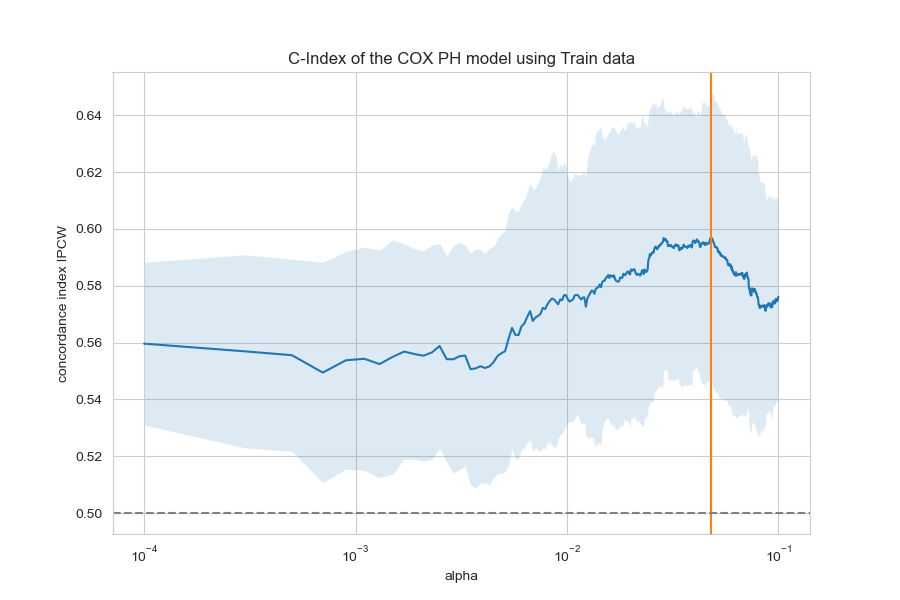 C-Index of the COX PH model using Train data
concordance index IPCW
0.64
0.62
0.60
0.58
0.56
0.54
0.52
0.50
10⁻⁴ 10⁻³ 10⁻² 10⁻¹
alpha